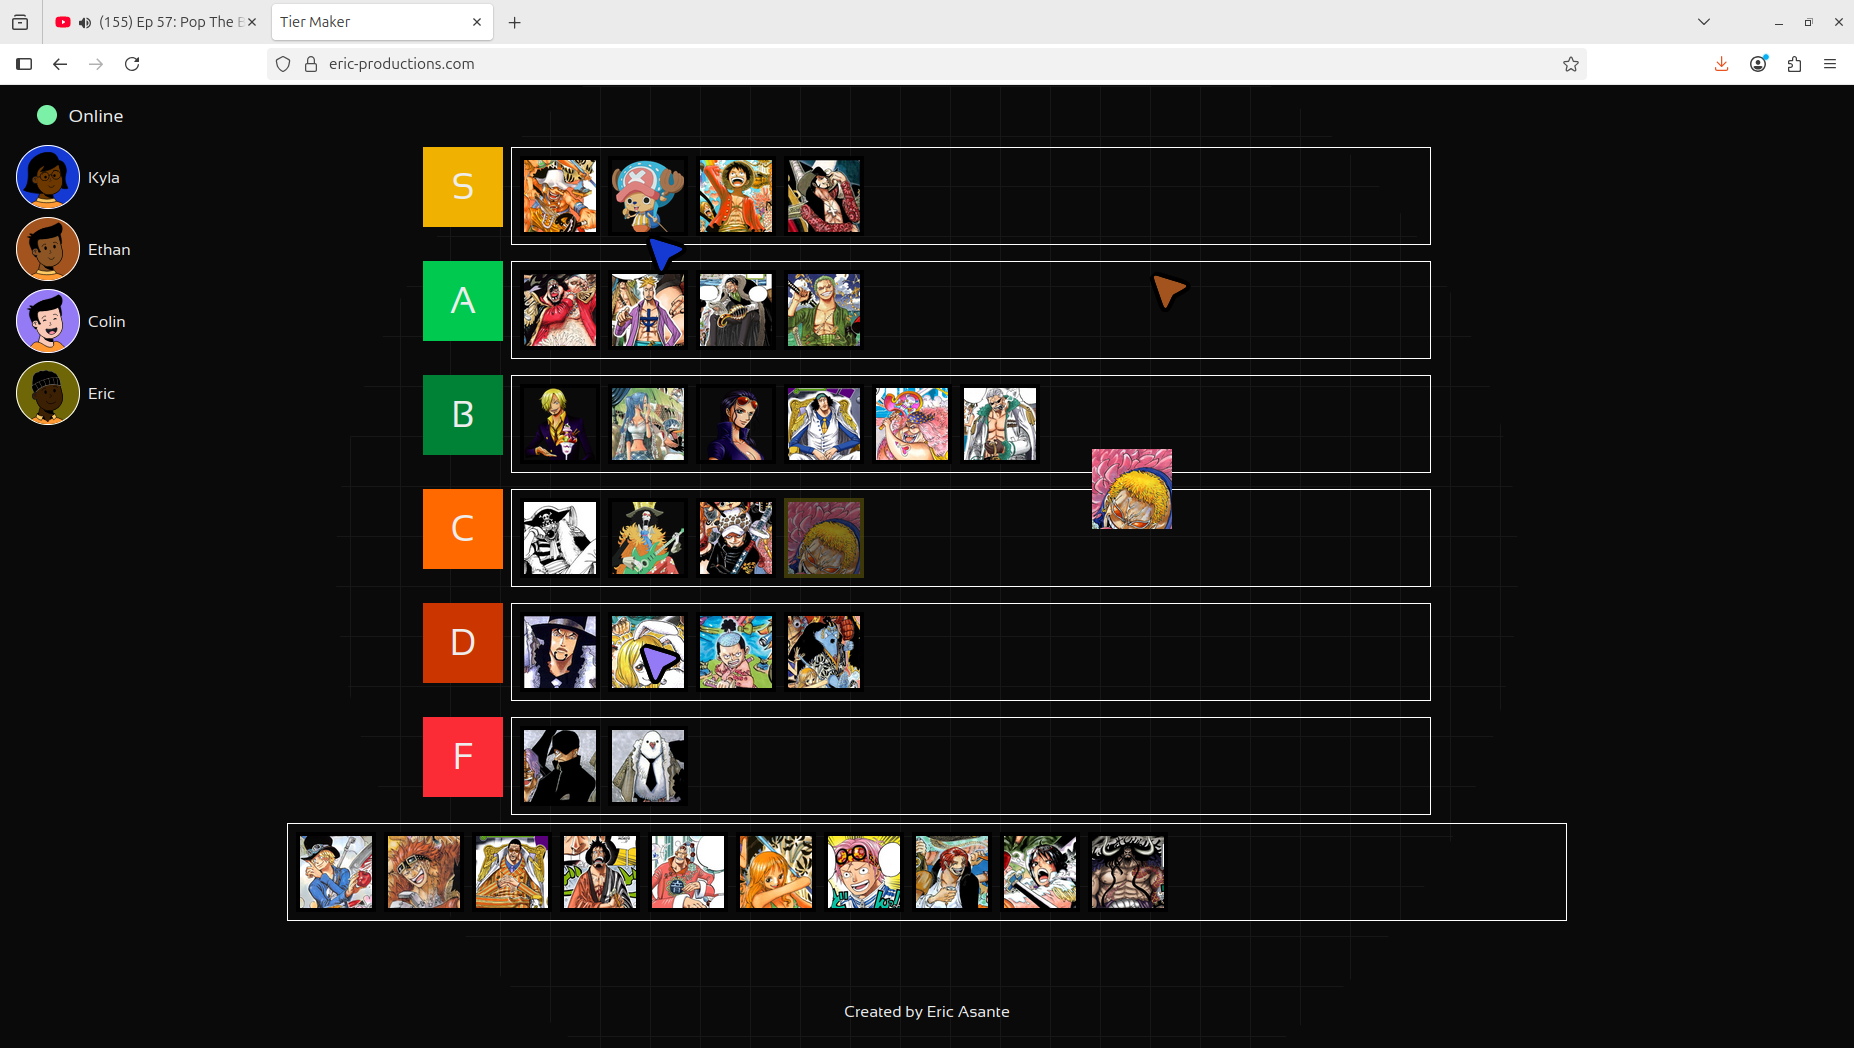 (155) Ep 57: Pop The
Tier Maker
eric-productions.com
Online
Kyla
Ethan
Colin
Eric
S
A
B
C
D
F
Created by Eric Asante